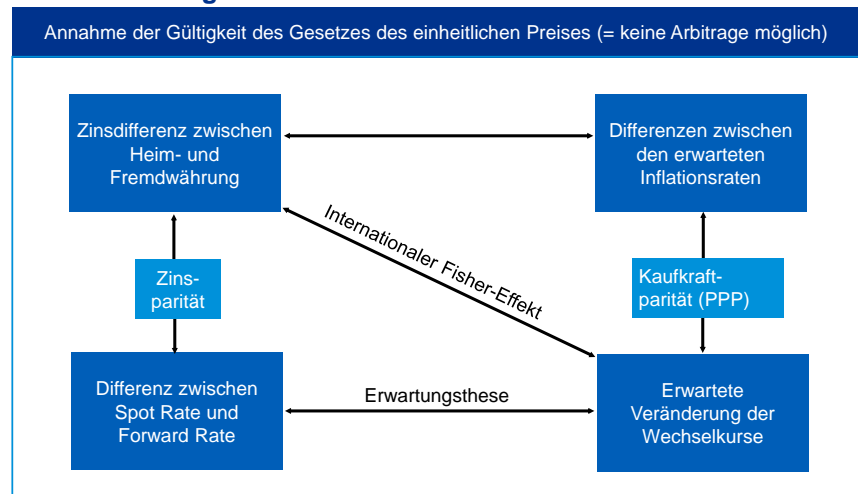 Annahme der Gültigkeit des Gesetzes des einheitlichen Preises (= keine Arbitrage möglich)
Zinsdifferenz zwischen
Heim- und
Fremdwährung
Differenzen zwischen
den erwarteten
Inflationsraten
Internationaler Fisher-Effekt
Zins-
parität
Kaufkraft-
parität (PPP)
Differenz zwischen
Spot Rate und
Forward Rate
Erwartungsthese
Erwartete
Veränderung der
Wechselkurse